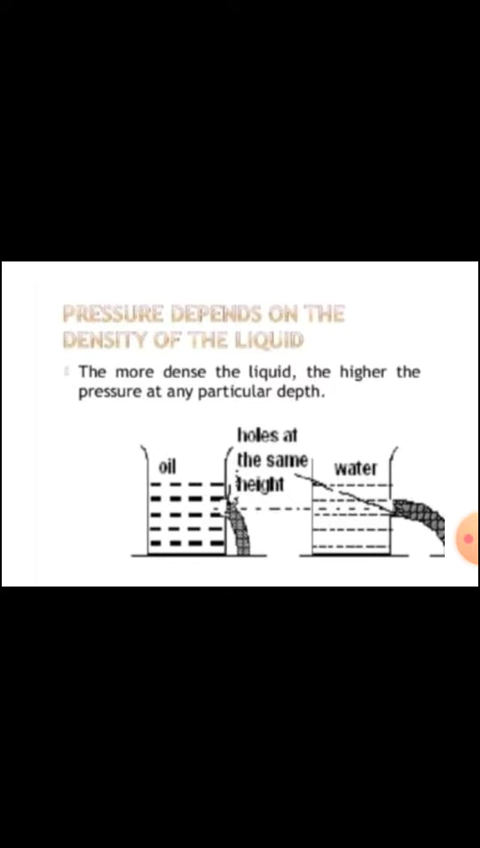 PRESSURE DEPENDS ON THE
DENSITY OF THE LIQUID
The more dense the liquid, the higher the
pressure at any particular depth.
holes at
the same
height
oil
water